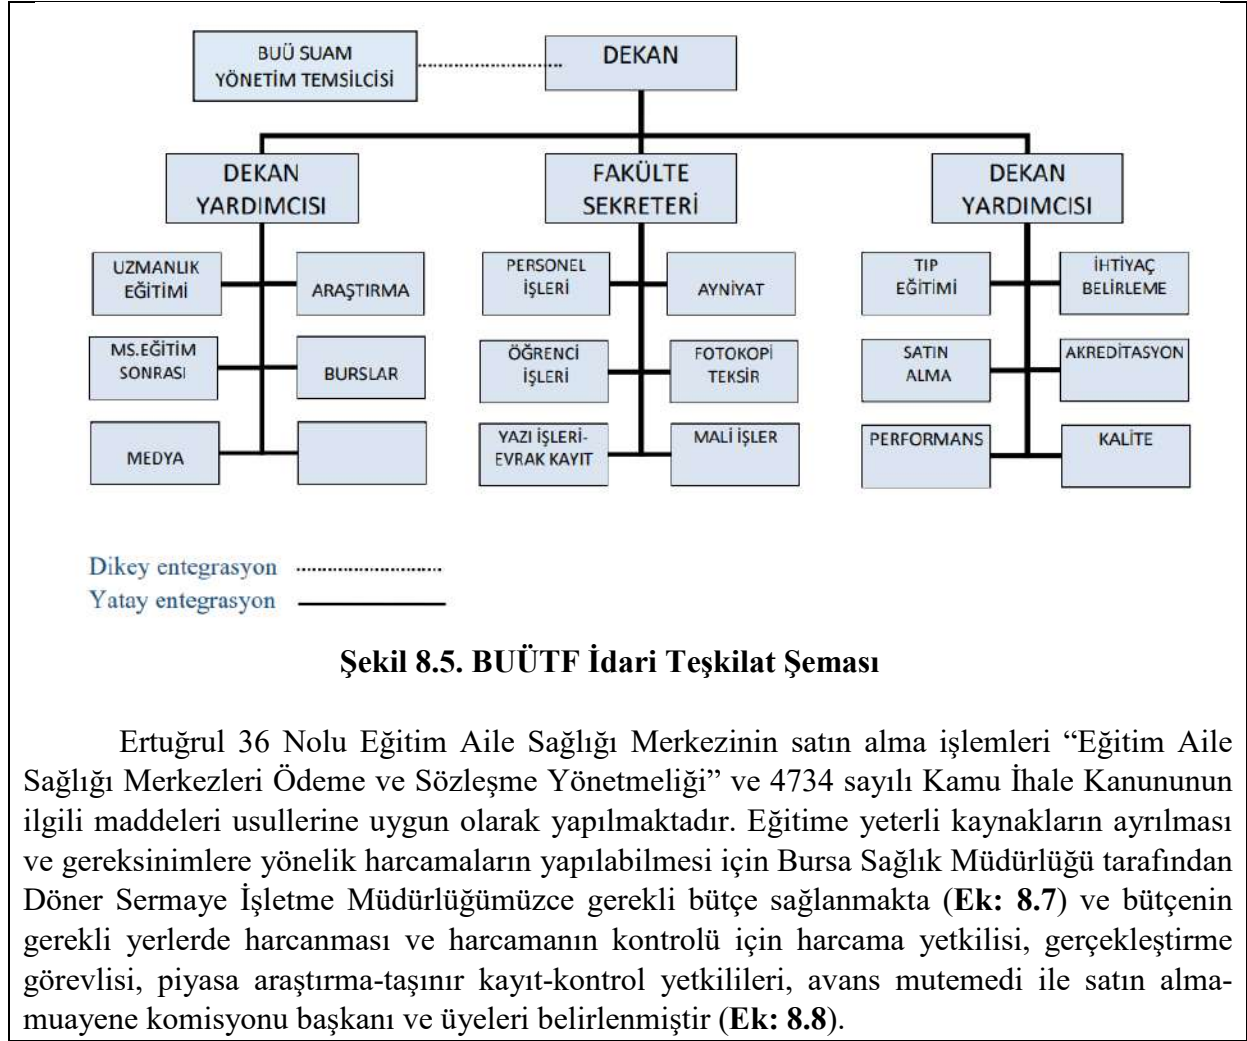 BUÜ SUAM
YÖNETİM TEMSİLCİSİ
DEKAN
DEKAN
YARDIMCISI
FAKÜLTE
SEKRETERİ
DEKAN
YARDIMCISI
UZMANLIK
EĞİTİMİ
ARAŞTIRMA
PERSONEL
İŞLERİ
AYNİYAT
TIP
EĞİTİMİ
İHTİYAÇ
BELİRLEME
MS.EĞİTİM
SONRASI
BURSLAR
ÖĞRENCİ
İŞLERİ
FOTOKOPİ
TEKSİR
SATIN
ALMA
AKREDİTASYON
MEDYA
YAZI İŞLERİ-
EVRAK KAYIT
MALİ İŞLER
PERFORMANS
KALİTE
Dikey entegrasyon
Yatay entegrasyon
Şekil 8.5. BUÜTF İdari Teşkilat Şeması
Ertuğrul 36 Nolu Eğitim Aile Sağlığı Merkezinin satın alma işlemleri “Eğitim Aile
Sağlığı Merkezleri Ödeme ve Sözleşme Yönetmeliği” ve 4734 sayılı Kamu İhale Kanununun
ilgili maddeleri usullerine uygun olarak yapılmaktadır. Eğitime yeterli kaynakların ayrılması
ve gereksinimlere yönelik harcamaların yapılabilmesi için Bursa Sağlık Müdürlüğü tarafından
Döner Sermaye İşletme Müdürlüğümüzce gerekli bütçe sağlanmakta (Ek: 8.7) ve bütçenin
gerekli yerlerde harcanması ve harcamanın kontrolü için harcama yetkilisi, gerçekleştirme
görevlisi, piyasa araştırma-taşınır kayıt-kontrol yetkilileri, avans mutemedi ile satın alma-
muayene komisyonu başkanı ve üyeleri belirlenmiştir (Ek: 8.8).